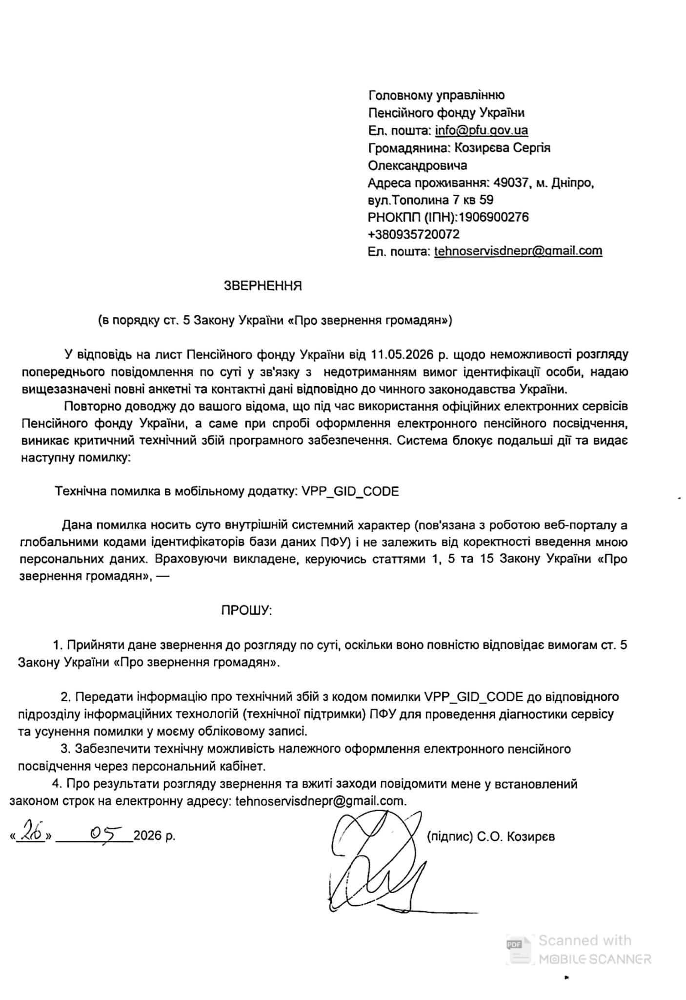 Головному управлінню
Пенсійного фонду України
Ел. пошта: info@pfu.gov.ua
Громадянина: Козирєва Сергія
Олександровича
Адреса проживання: 49037, м. Дніпро,
вул.Тополина 7 кв 59
РНОКПП (ІПН):1906900276
+380935720072
Ел. пошта: tehnoservisdnepr@gmail.com
ЗВЕРНЕННЯ
(в порядку ст. 5 Закону України «Про звернення громадян»)
У відповідь на лист Пенсійного фонду України від 11.05.2026 р. щодо неможливості розгляду
попереднього повідомлення по суті у зв'язку з недотриманням вимог ідентифікації особи, надаю
вищезазначені повні анкетні та контактні дані відповідно до чинного законодавства України.
Повторно доводжу до вашого відома, що під час використання офіційних електронних сервісів
Пенсійного фонду України, а саме при спробі оформлення електронного пенсійного посвідчення,
виникає критичний технічний збій програмного забезпечення. Система блокує подальші дії та видає
наступну помилку:
Технічна помилка в мобільному додатку: VPP_GID_CODE
Дана помилка носить суто внутрішній системний характер (пов'язана з роботою веб-порталу а
глобальними кодами ідентифікаторів бази даних ПФУ) і не залежить від коректності введення мною
персональних даних. Враховуючи викладене, керуючись статтями 1, 5 та 15 Закону України «Про
звернення громадян», —
ПРОШУ:
1. Прийняти дане звернення до розгляду по суті, оскільки воно повністю відповідає вимогам ст. 5
Закону України «Про звернення громадян».
2. Передати інформацію про технічний збій з кодом помилки VPP_GID_CODE до відповідного
підрозділу інформаційних технологій (технічної підтримки) ПФУ для проведення діагностики сервісу
та усунення помилки у моєму обліковому записі.
3. Забезпечити технічну можливість належного оформлення електронного пенсійного
посвідчення через персональний кабінет.
4. Про результати розгляду звернення та вжиті заходи повідомити мене у встановлений
законом строк на електронну адресу: tehnoservisdnepr@gmail.com.
«26» 05 2026 р. (підпис) С.О. Козирєв
PDF Scanned with
MOBILE SCANNER